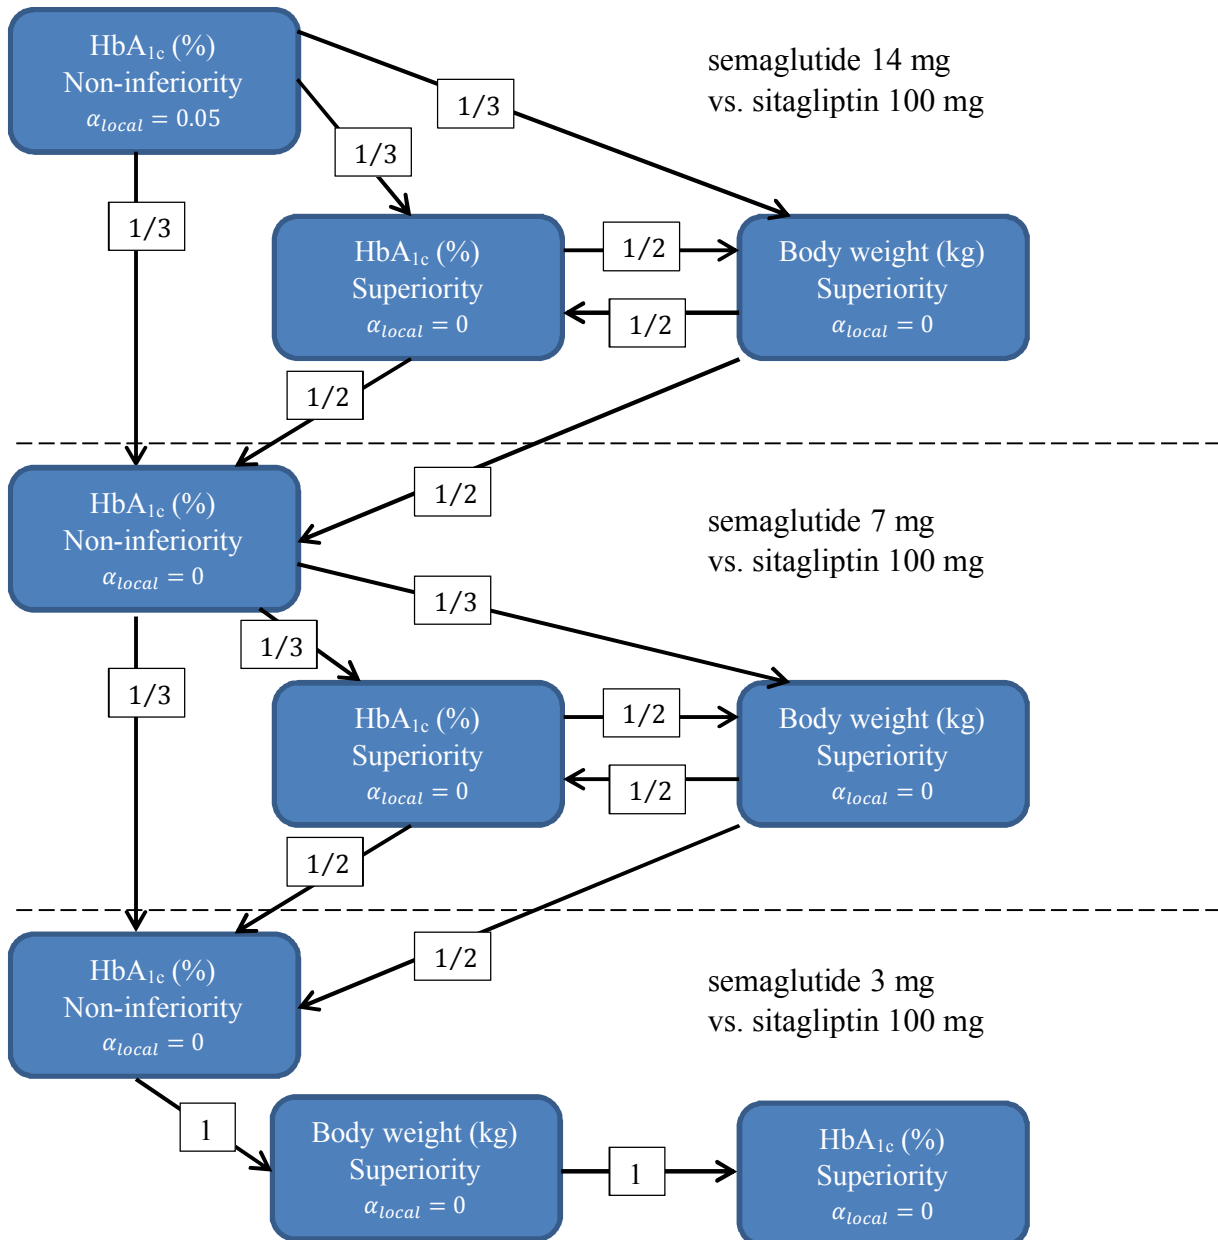 HbA1c (%)
Non-inferiority
αlocal = 0.05
semaglutide 14 mg
vs. sitagliptin 100 mg
1/3
1/3
1/3
HbA1c (%)
Superiority
αlocal = 0
1/2
1/2
Body weight (kg)
Superiority
αlocal = 0
1/2
1/2
HbA1c (%)
Non-inferiority
αlocal = 0
semaglutide 7 mg
vs. sitagliptin 100 mg
1/3
1/3
1/3
HbA1c (%)
Superiority
αlocal = 0
1/2
1/2
Body weight (kg)
Superiority
αlocal = 0
1/2
1/2
HbA1c (%)
Non-inferiority
αlocal = 0
semaglutide 3 mg
vs. sitagliptin 100 mg
1
Body weight (kg)
Superiority
αlocal = 0
1
HbA1c (%)
Superiority
αlocal = 0